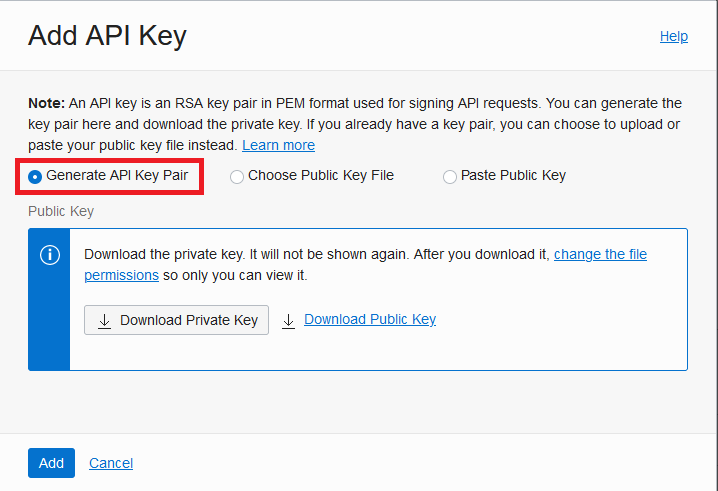 Add API Key
Help
Note: An API key is an RSA key pair in PEM format used for signing API requests. You can generate the
key pair here and download the private key. If you already have a key pair, you can choose to upload or
paste your public key file instead. Learn more
Generate API Key Pair
Choose Public Key File
Paste Public Key
Public Key
Download the private key. It will not be shown again. After you download it, change the file
permissions so only you can view it.
Download Private Key
Download Public Key
Add
Cancel